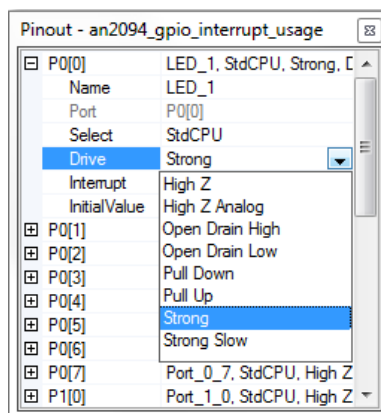 Pinout - an2094_gpio_interrupt_usage
P0[0] LED_1, StdCPU, Strong, D
Name LED_1
Port P0[0]
Select StdCPU
Drive Strong
Interrupt High Z
InitialValue High Z Analog
P0[1] Open Drain High
P0[2] Open Drain Low
P0[3] Pull Down
P0[4] Pull Up
P0[5] Strong
P0[6] Strong Slow
P0[7] Port_0_7, StdCPU, High Z
P1[0] Port_1_0, StdCPU, High Z